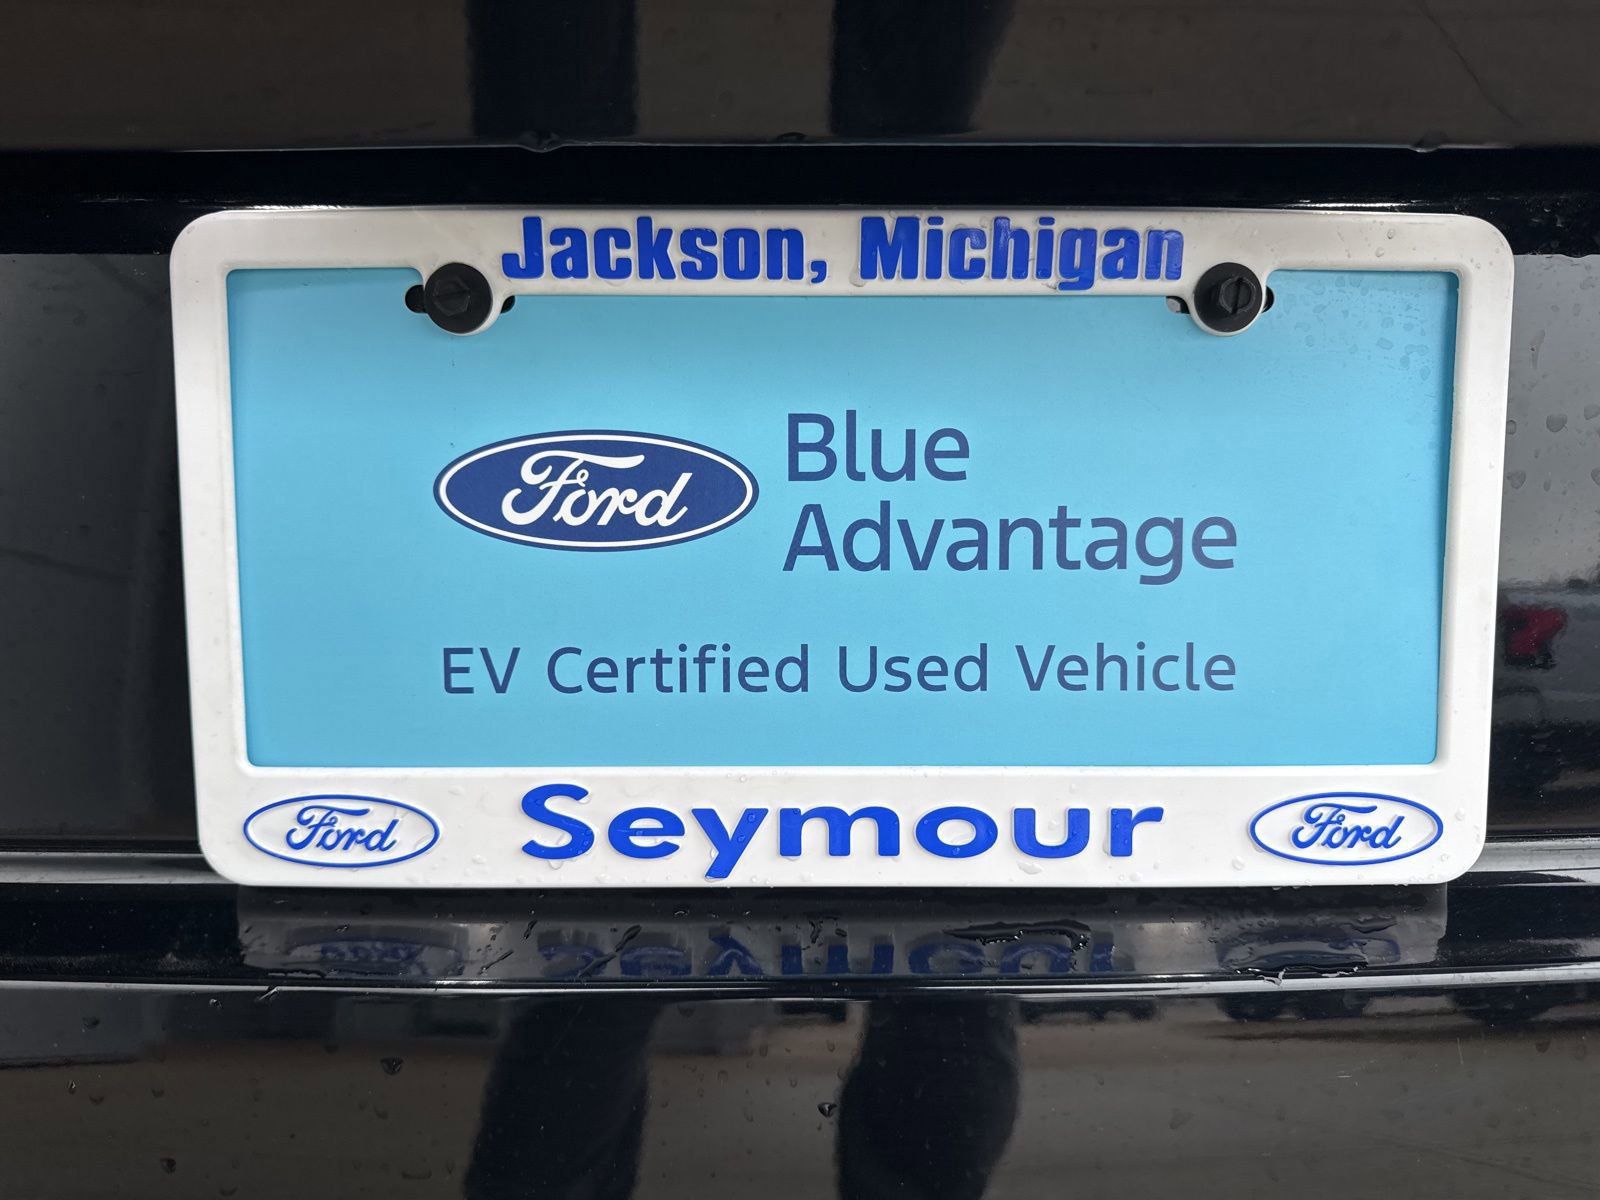 Jackson, Michigan
Ford
Blue
Advantage
EV Certified Used Vehicle
Ford Seymour Ford